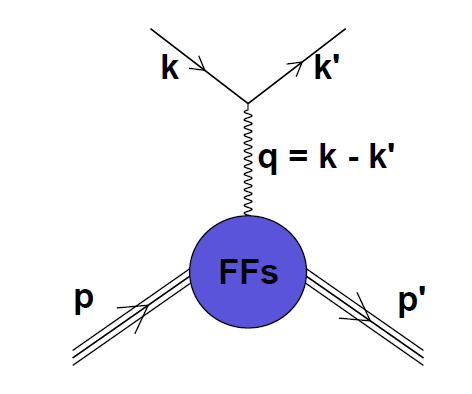 k
k'
q = k - k'
FFs
p
p'